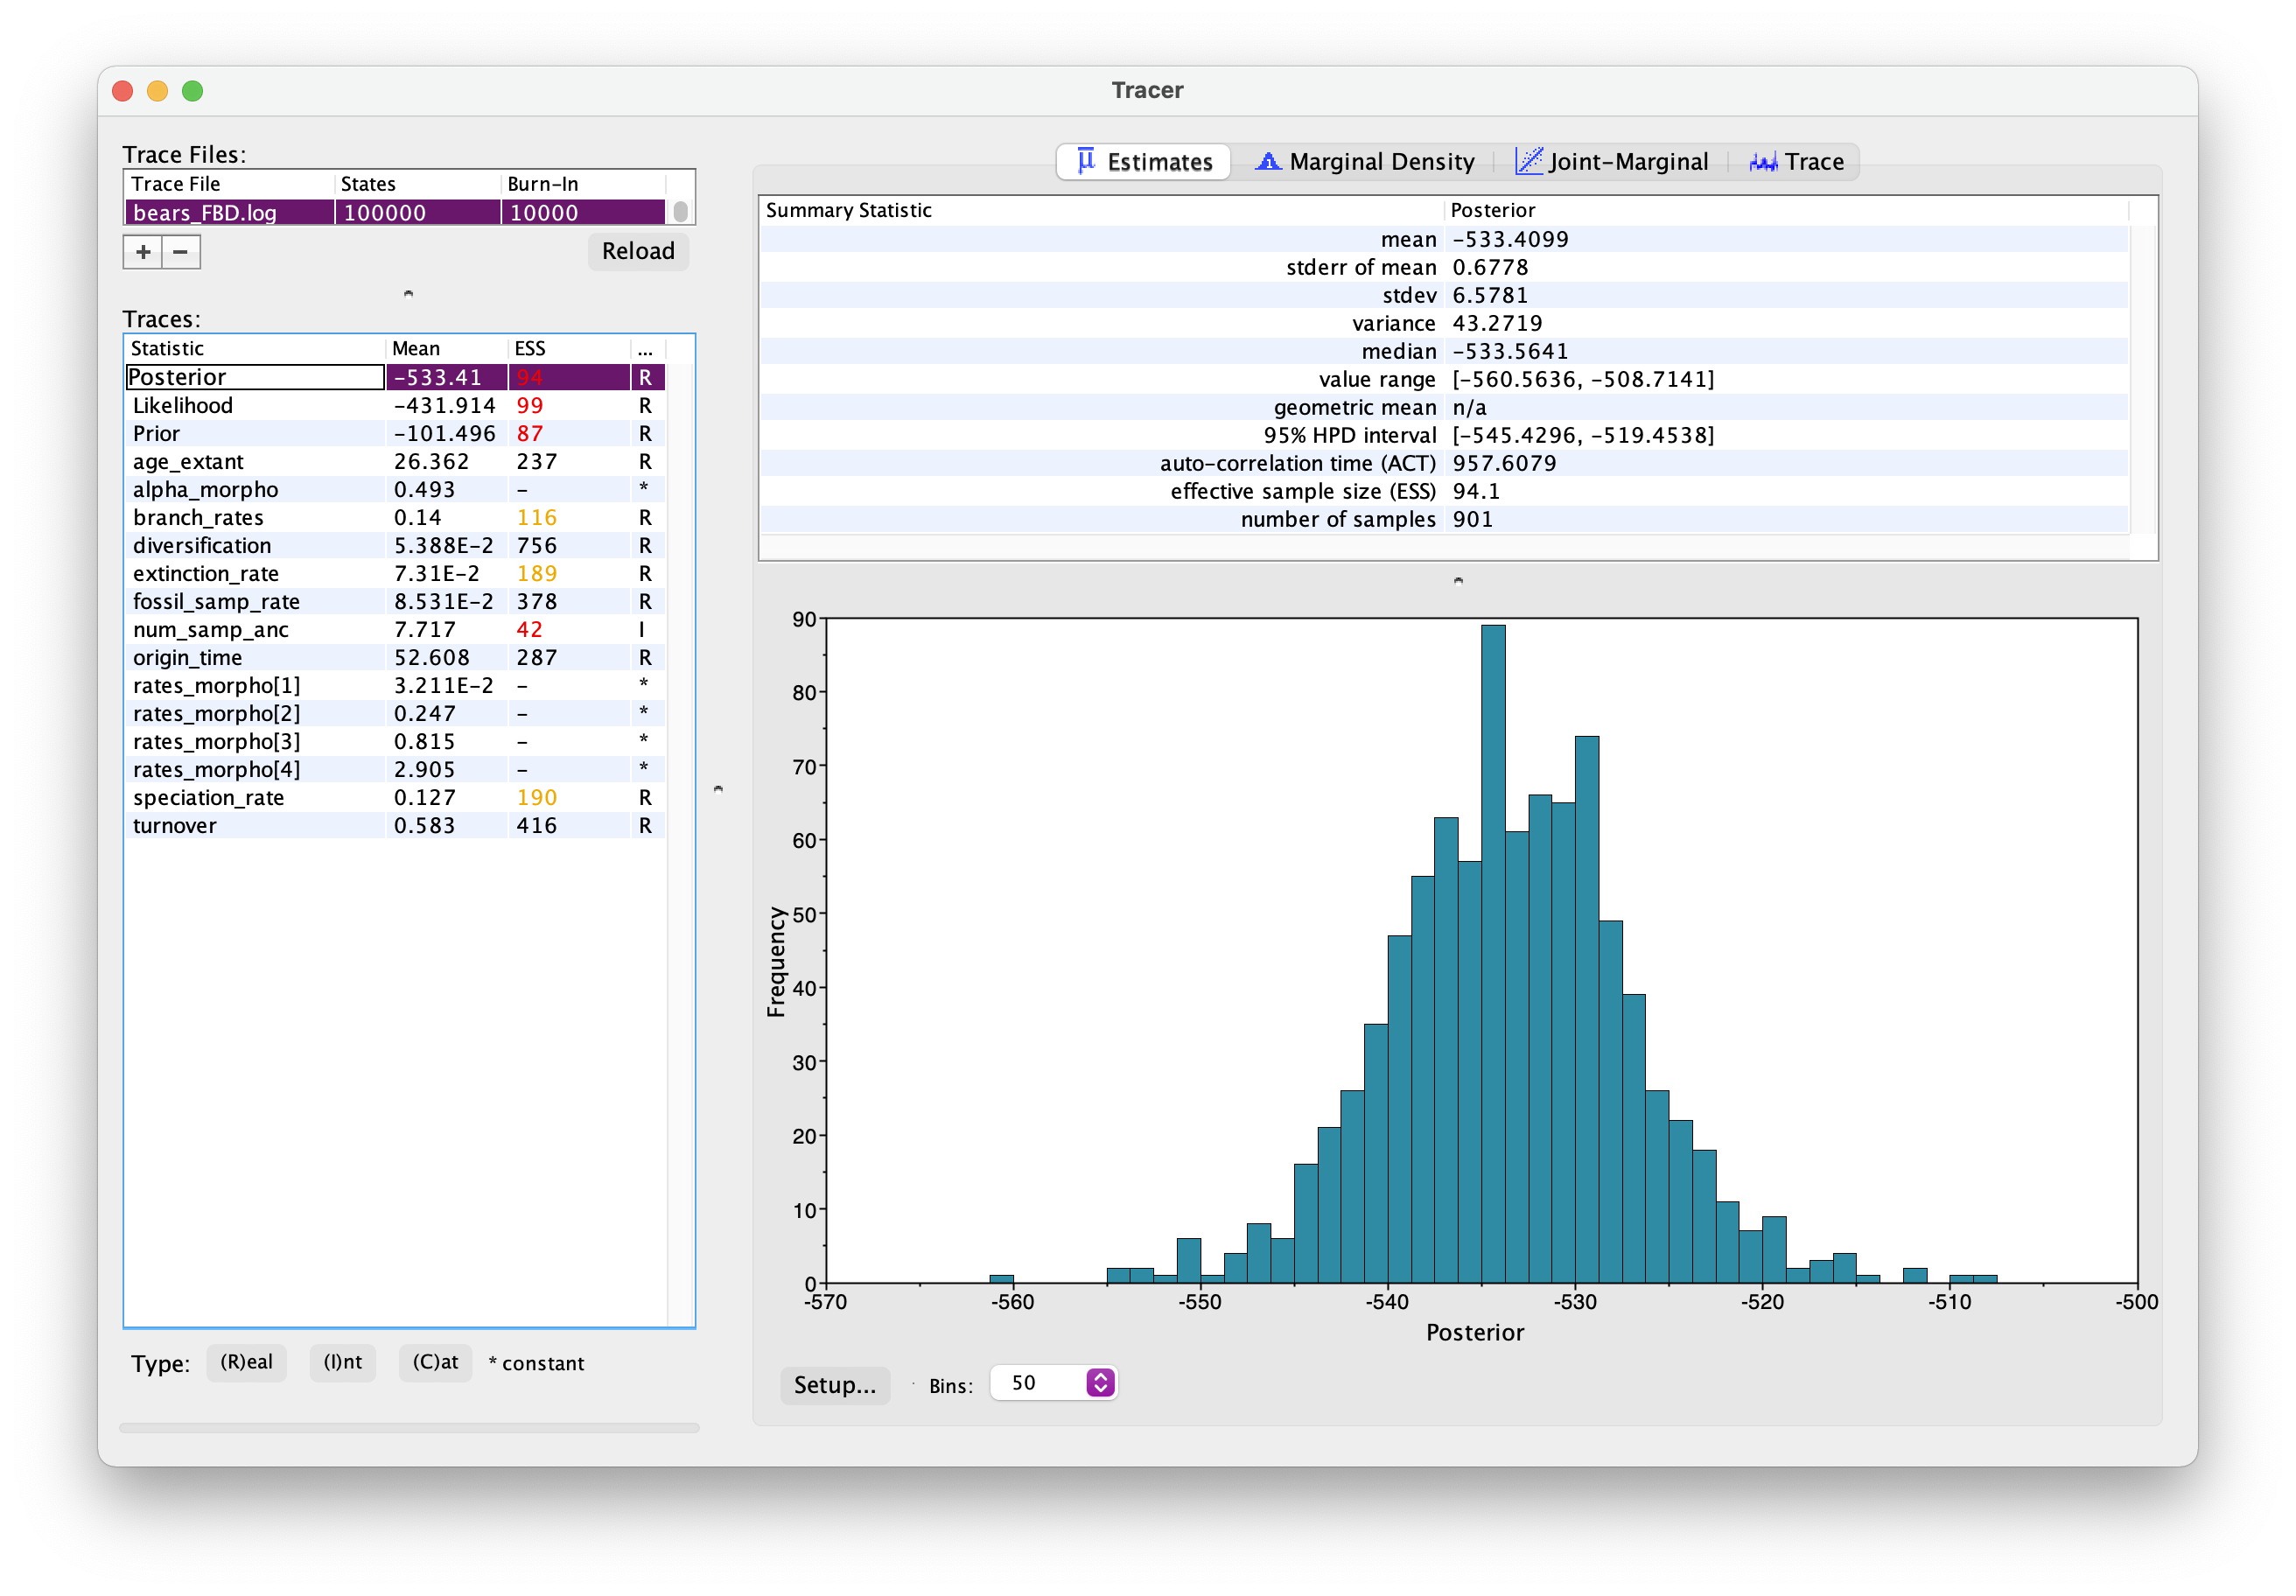 Tracer
Trace Files:
Trace File States Burn-In
bears_FBD.log 100000 10000
+ − Reload
Traces:
Statistic Mean ESS ...
Posterior -533.41 94 R
Likelihood -431.914 99 R
Prior -101.496 87 R
age_extant 26.362 237 R
alpha_morpho 0.493 - *
branch_rates 0.14 116 R
diversification 5.388E-2 756 R
extinction_rate 7.31E-2 189 R
fossil_samp_rate 8.531E-2 378 R
num_samp_anc 7.717 42 I
origin_time 52.608 287 R
rates_morpho[1] 3.211E-2 - *
rates_morpho[2] 0.247 - *
rates_morpho[3] 0.815 - *
rates_morpho[4] 2.905 - *
speciation_rate 0.127 190 R
turnover 0.583 416 R
Type: (R)eal (I)nt (C)at * constant
Estimates Marginal Density Joint-Marginal Trace
Summary Statistic Posterior
mean -533.4099
stderr of mean 0.6778
stdev 6.5781
variance 43.2719
median -533.5641
value range [-560.5636, -508.7141]
geometric mean n/a
95% HPD interval [-545.4296, -519.4538]
auto-correlation time (ACT) 957.6079
effective sample size (ESS) 94.1
number of samples 901
90
80
70
60
50
40
30
20
10
0
Frequency
-570 -560 -550 -540 -530 -520 -510 -500
Posterior
Setup... Bins: 50